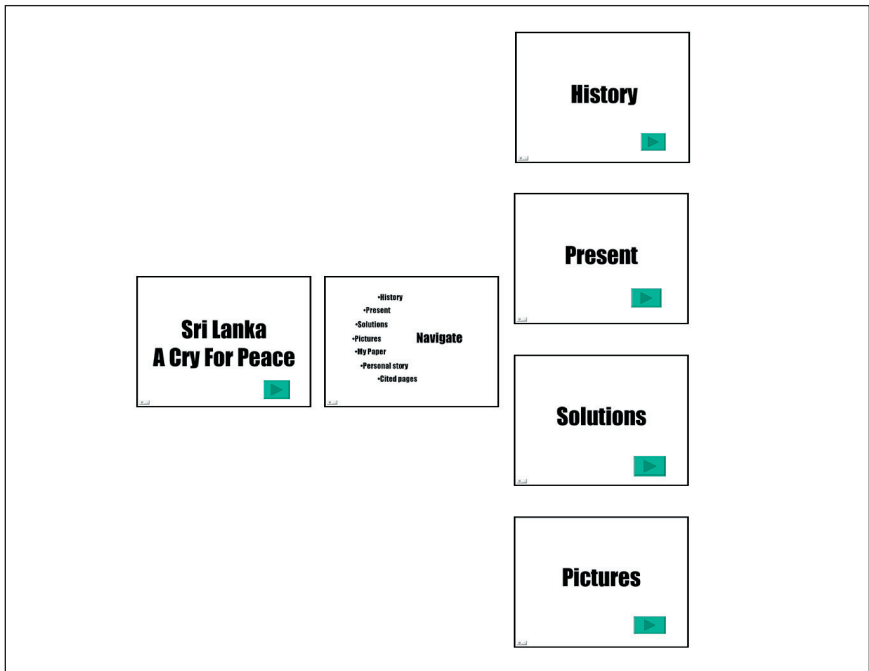 Sri Lanka
A Cry For Peace
•History
•Present
•Solutions
•Pictures
•My Paper
•Personal story
•Cited pages
Navigate
History
Present
Solutions
Pictures